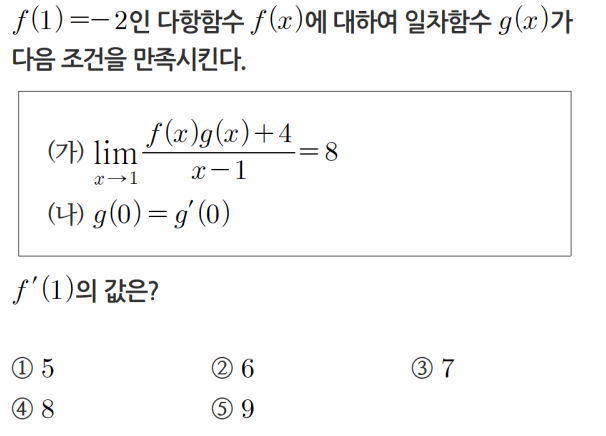 f(1)=-2인 다항함수 f(x)에 대하여 일차함수 g(x)가
다음 조건을 만족시킨다.
(가) lim_{x→1} \frac{f(x)g(x)+4}{x-1}=8
(나) g(0)=g′(0)
f′(1)의 값은?
① 5 ② 6 ③ 7
④ 8 ⑤ 9